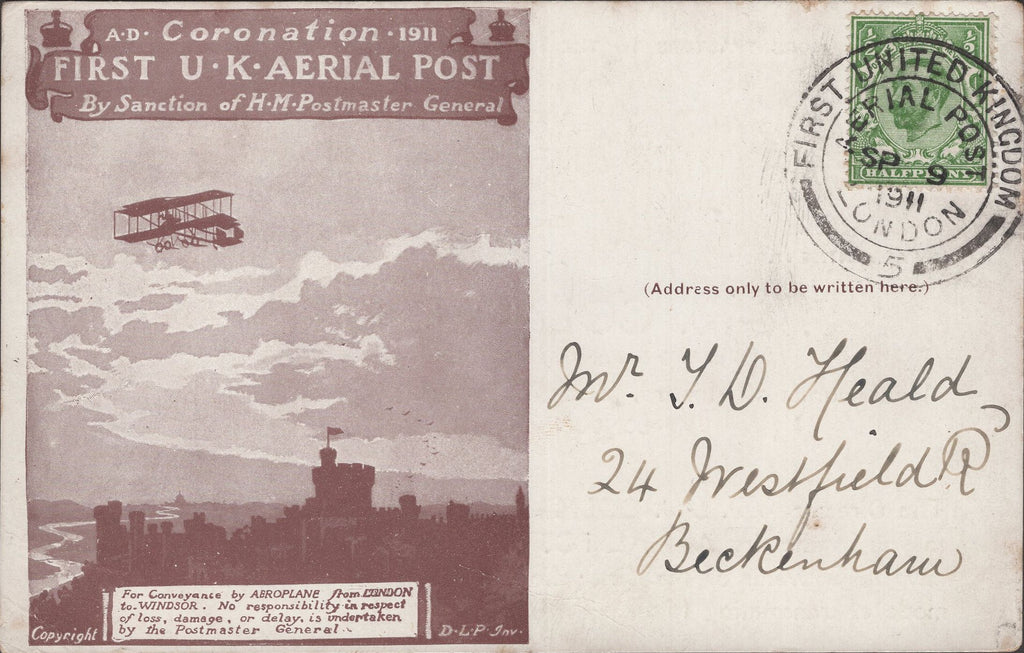 A·D· Coronation · 1911
FIRST U·K·AERIAL POST
By Sanction of H·M·Postmaster General
For Conveyance by AEROPLANE from LONDON
to WINDSOR. No responsibility in respect
of loss, damage, or delay, is undertaken
by the Postmaster General.
Copyright
D·L·P·Inv.
HALFPENNY
FIRST UNITED KINGDOM
AERIAL POST
SP 9
1911
LONDON
5
(Address only to be written here.)
Mr. T. D. Heald
24 Westfield Rd
Beckenham